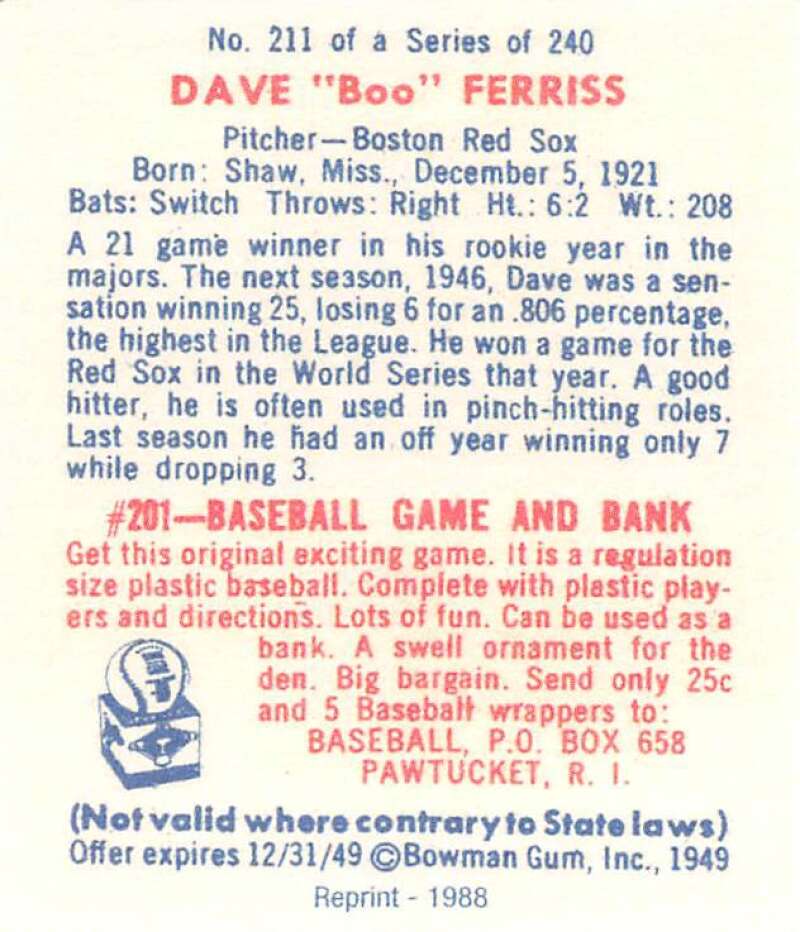 No. 211 of a Series of 240
DAVE "Boo" FERRISS
Pitcher—Boston Red Sox
Born: Shaw, Miss., December 5, 1921
Bats: Switch Throws: Right Ht.: 6:2 Wt.: 208
A 21 game winner in his rookie year in the
majors. The next season, 1946, Dave was a sen-
sation winning 25, losing 6 for an .806 percentage,
the highest in the League. He won a game for the
Red Sox in the World Series that year. A good
hitter, he is often used in pinch-hitting roles.
Last season he had an off year winning only 7
while dropping 3.
#201—BASEBALL GAME AND BANK
Get this original exciting game. It is a regulation
size plastic baseball. Complete with plastic play-
ers and directions. Lots of fun. Can be used as a
bank. A swell ornament for the
den. Big bargain. Send only 25c
and 5 Baseball wrappers to:
BASEBALL, P.O. BOX 658
PAWTUCKET, R. I.
(Not valid where contrary to State laws)
Offer expires 12/31/49 ©Bowman Gum, Inc., 1949
Reprint - 1988